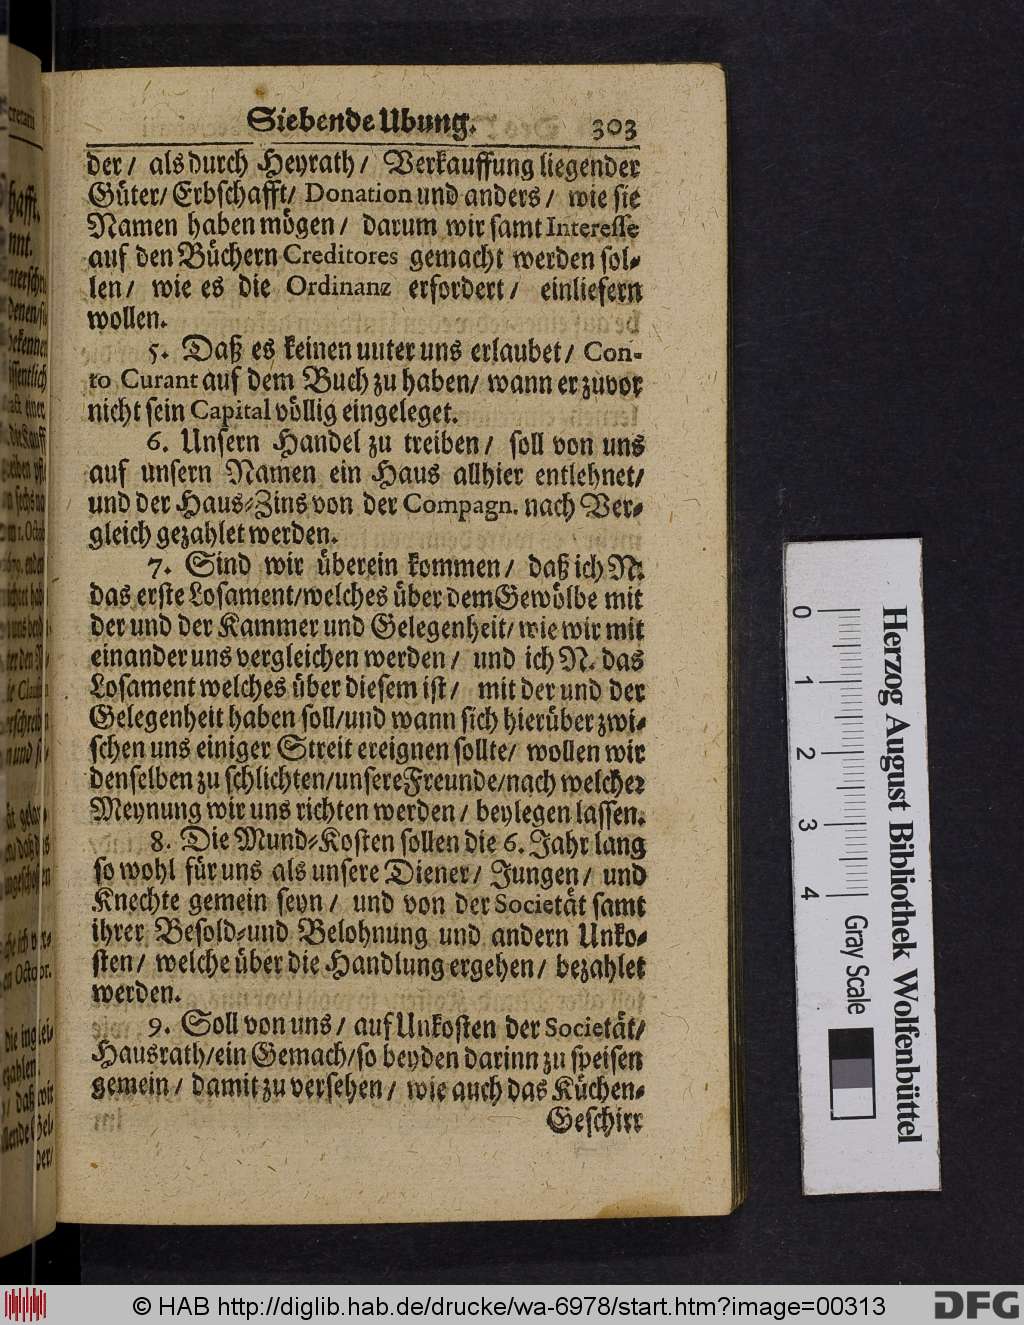 Siebende Ubung. 303
der / als durch Heyrath / Verkauffung liegender
Güter / Erbschafft / Donation und anders / wie sie
Namen haben mögen / darum wir samt Interesse
auf den Büchern Creditores gemacht werden sol-
len / wie es die Ordinanz erfordert / einliefern
wollen.
5. Daß es keinen unter uns erlaubet / Con-
to Curant auf dem Buch zu haben / wann er zuvor
nicht sein Capital völlig eingeleget.
6. Unsern Handel zu treiben / soll von uns
auf unsern Namen ein Haus allhier entlehnet /
und der Haus-Zins von der Compagn. nach Ver-
gleich gezahlet werden.
7. Sind wir überein kommen / daß ich N.
das erste Losament / welches über dem Gewölbe mit
der und der Kammer und Gelegenheit / wie wir mit
einander uns vergleichen werden / und ich N. das
Losament welches über diesem ist / mit der und der
Gelegenheit haben soll / und wann sich hierüber zwi-
schen uns einiger Streit ereignen sollte / wollen wir
denselben zu schlichten / unsere Freunde / nach welcher
Meynung wir uns richten werden / beylegen lassen.
8. Die Mund-Kosten sollen die 6. Jahr lang
so wohl für uns als unsere Diener / Jungen / und
Knechte gemein seyn / und von der Societät samt
ihrer Besold- und Belohnung und andern Unko-
sten / welche über die Handlung ergehen / bezahlet
werden.
9. Soll von uns / auf Unkosten der Societät /
Hausrath / ein Gemach / so beyden darinn zu speisen
gemein / damit zu versehen / wie auch das Küchen-
Geschirr
0 1 2 3 4
Gray Scale
Herzog August Bibliothek Wolfenbüttel
© HAB http://diglib.hab.de/drucke/wa-6978/start.htm?image=00313
DFG